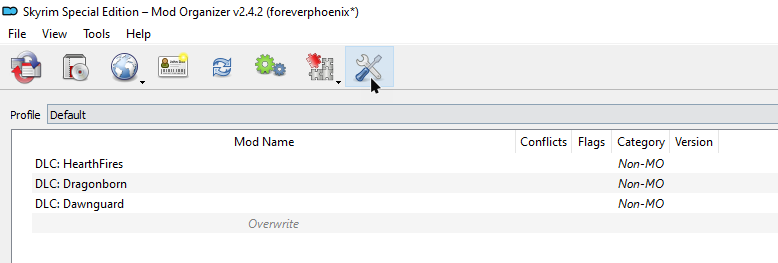 Skyrim Special Edition – Mod Organizer v2.4.2 (foreverphoenix*)
File View Tools Help
Profile Default
Mod Name Conflicts Flags Category Version
DLC: HearthFires Non-MO
DLC: Dragonborn Non-MO
DLC: Dawnguard Non-MO
Overwrite